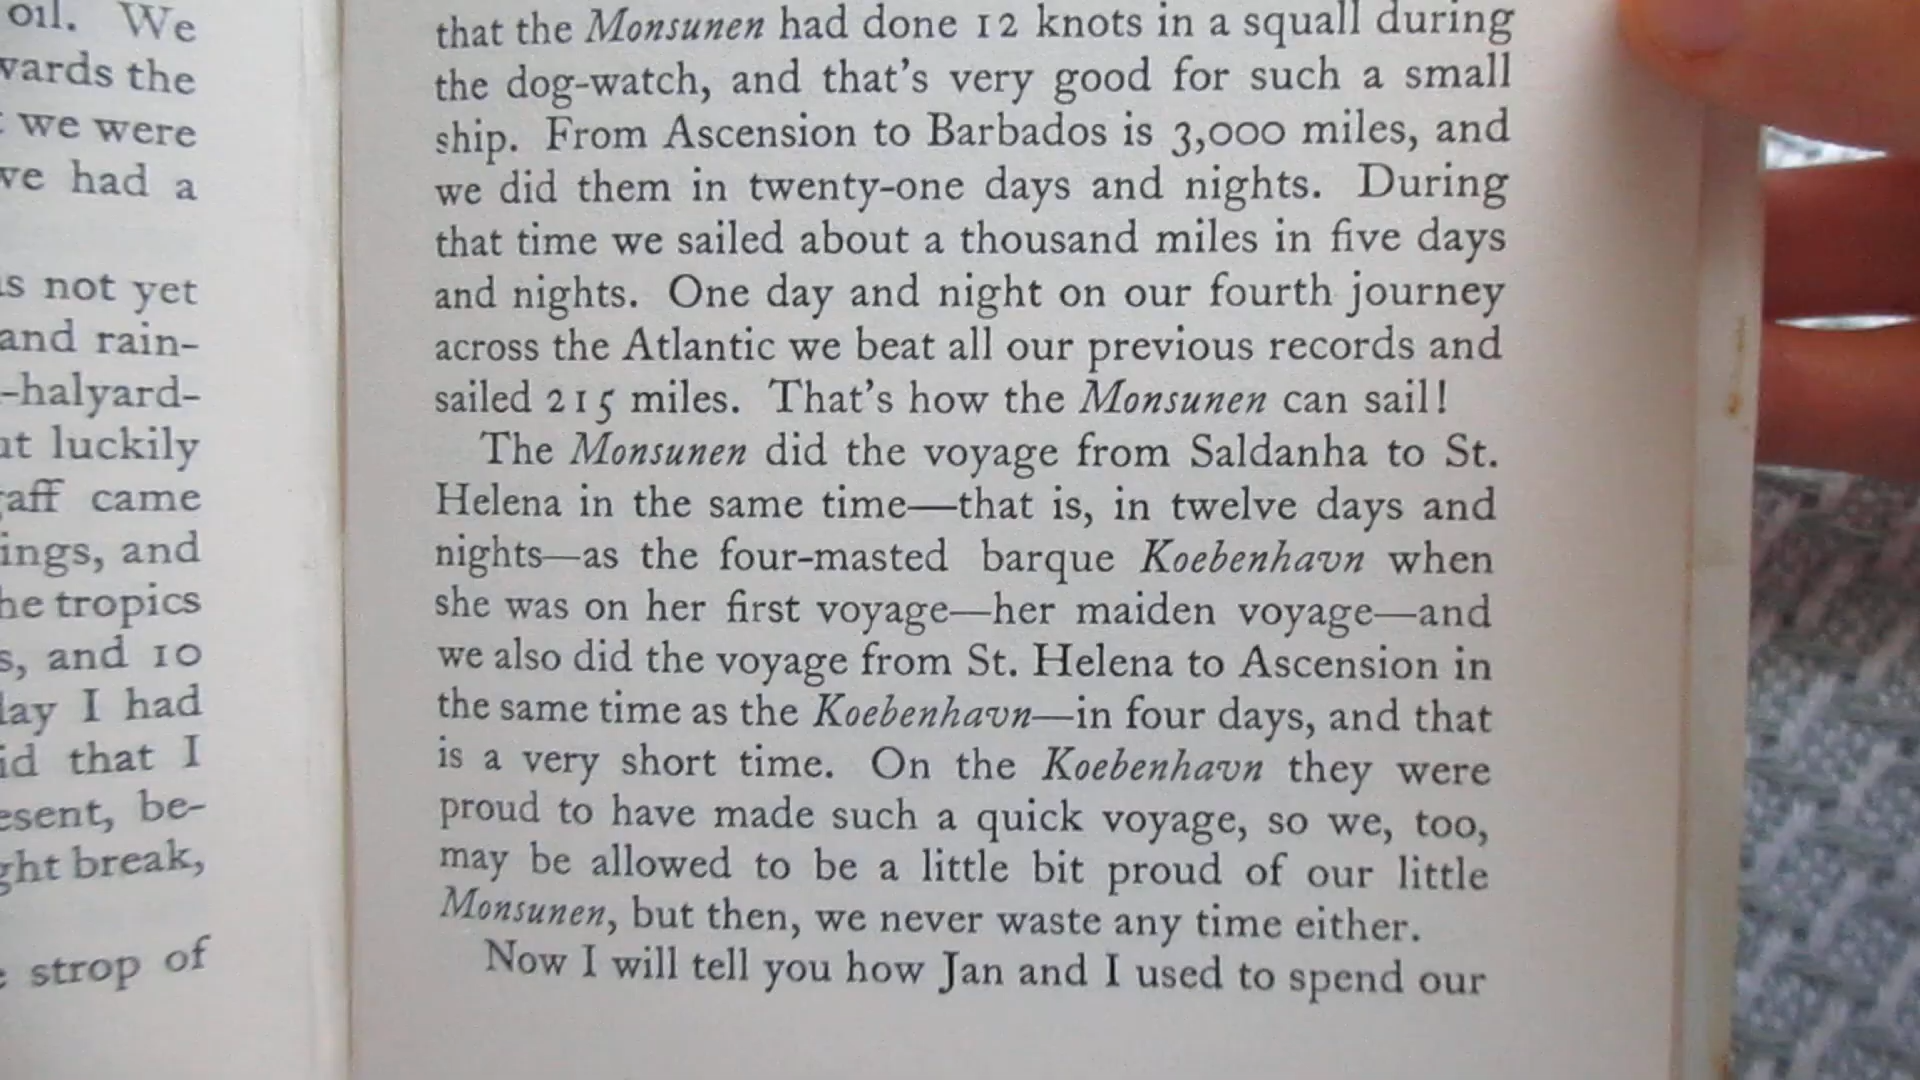 oil. We
wards the
we were
we had a
is not yet
and rain-
-halyard-
ut luckily
gaff came
ings, and
he tropics
s, and 10
day I had
id that I
esent, be-
ght break,
strop of
that the Monsunen had done 12 knots in a squall during
the dog-watch, and that's very good for such a small
ship. From Ascension to Barbados is 3,000 miles, and
we did them in twenty-one days and nights. During
that time we sailed about a thousand miles in five days
and nights. One day and night on our fourth journey
across the Atlantic we beat all our previous records and
sailed 215 miles. That's how the Monsunen can sail!
The Monsunen did the voyage from Saldanha to St.
Helena in the same time—that is, in twelve days and
nights—as the four-masted barque Koebenhavn when
she was on her first voyage—her maiden voyage—and
we also did the voyage from St. Helena to Ascension in
the same time as the Koebenhavn—in four days, and that
is a very short time. On the Koebenhavn they were
proud to have made such a quick voyage, so we, too,
may be allowed to be a little bit proud of our little
Monsunen, but then, we never waste any time either.
Now I will tell you how Jan and I used to spend our